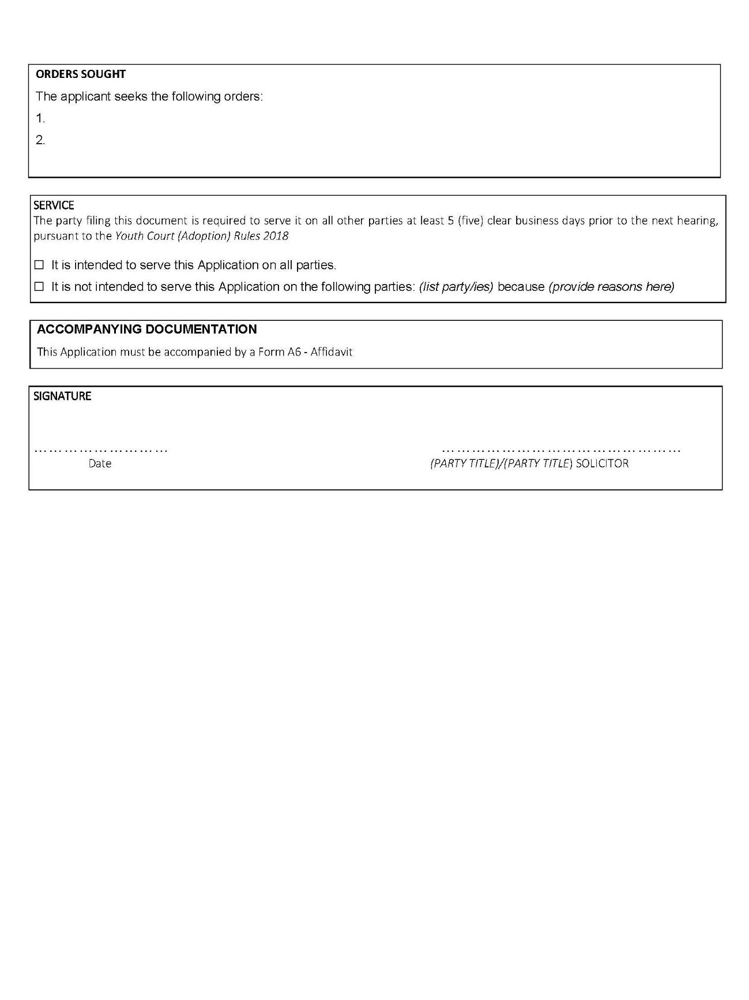 ORDERS SOUGHT
The applicant seeks the following orders:
1.
2.
SERVICE
The party filing this document is required to serve it on all other parties at least 5 (five) clear business days prior to the next hearing,
pursuant to the Youth Court (Adoption) Rules 2018
☐ It is intended to serve this Application on all parties.
☐ It is not intended to serve this Application on the following parties: (list party/ies) because (provide reasons here)
ACCOMPANYING DOCUMENTATION
This Application must be accompanied by a Form A6 - Affidavit
SIGNATURE
……………………… …………………………………………
Date (PARTY TITLE)/(PARTY TITLE) SOLICITOR